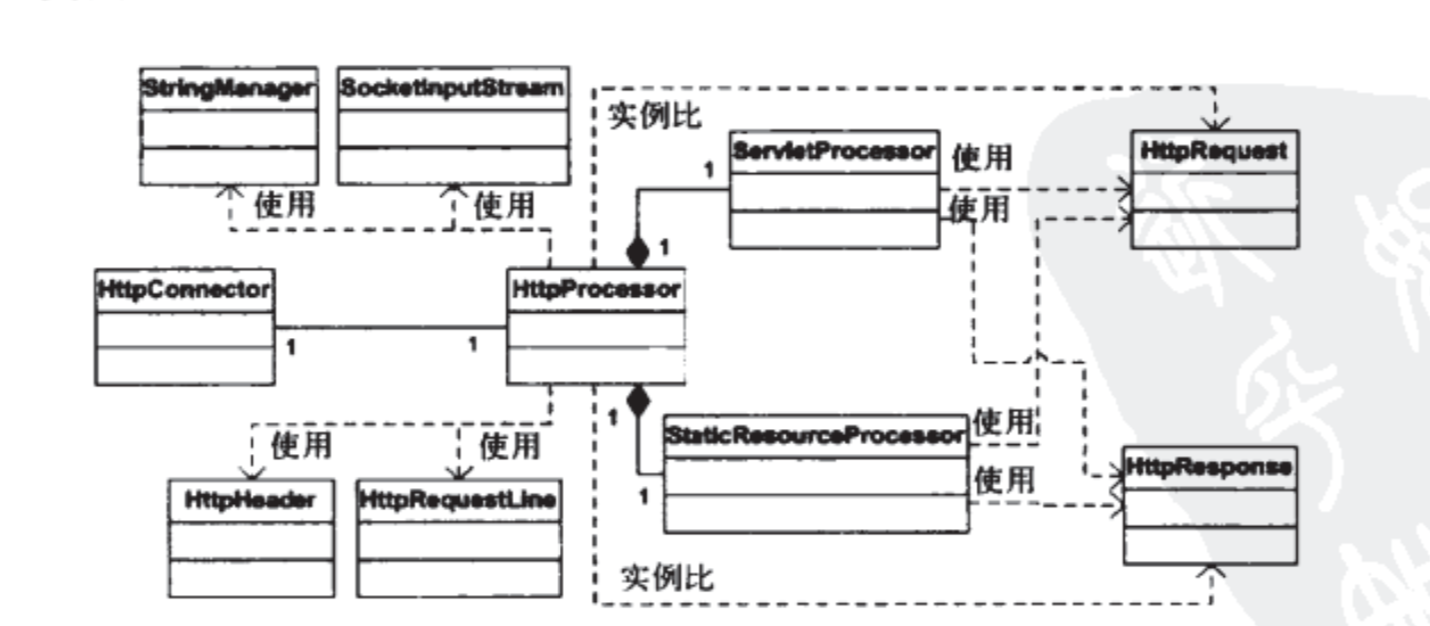 StringManager
SocketInputStream
实例比
ServletProcessor
使用
HttpRequest
1
使用
使用
使用
1
HttpConnector
HttpProcessor
1
1
1
StaticResourceProcessor
使用
使用
使用
HttpResponse
使用
HttpHeader
HttpRequestLine
1
实例比